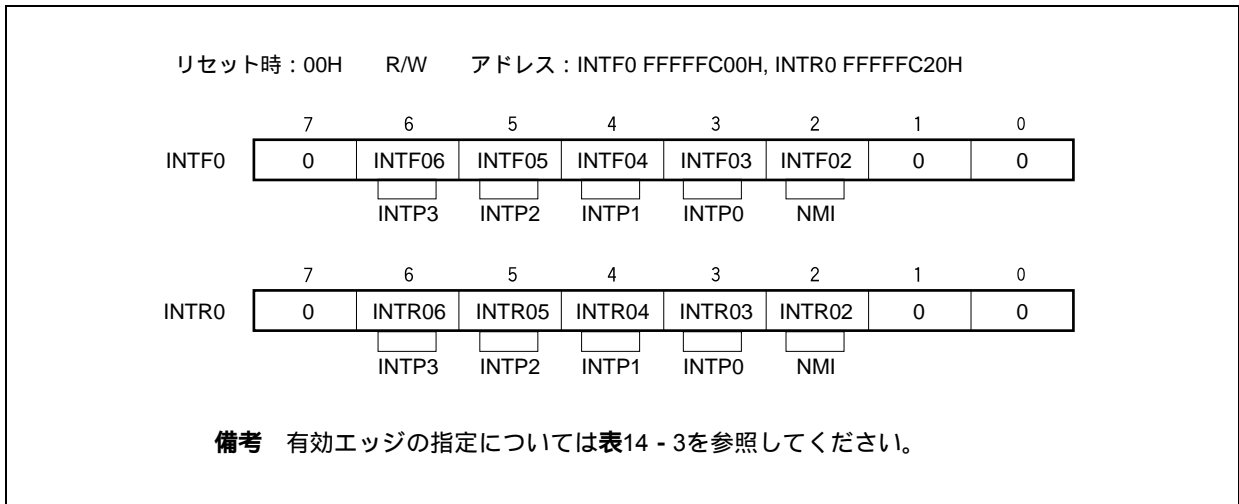 リセット時：00H　R/W　アドレス：INTF0 FFFFFC00H, INTR0 FFFFFC20H
7 6 5 4 3 2 1 0
INTF0 0 INTF06 INTF05 INTF04 INTF03 INTF02 0 0
INTP3 INTP2 INTP1 INTP0 NMI
7 6 5 4 3 2 1 0
INTR0 0 INTR06 INTR05 INTR04 INTR03 INTR02 0 0
INTP3 INTP2 INTP1 INTP0 NMI
備考　有効エッジの指定については表14 - 3を参照してください。